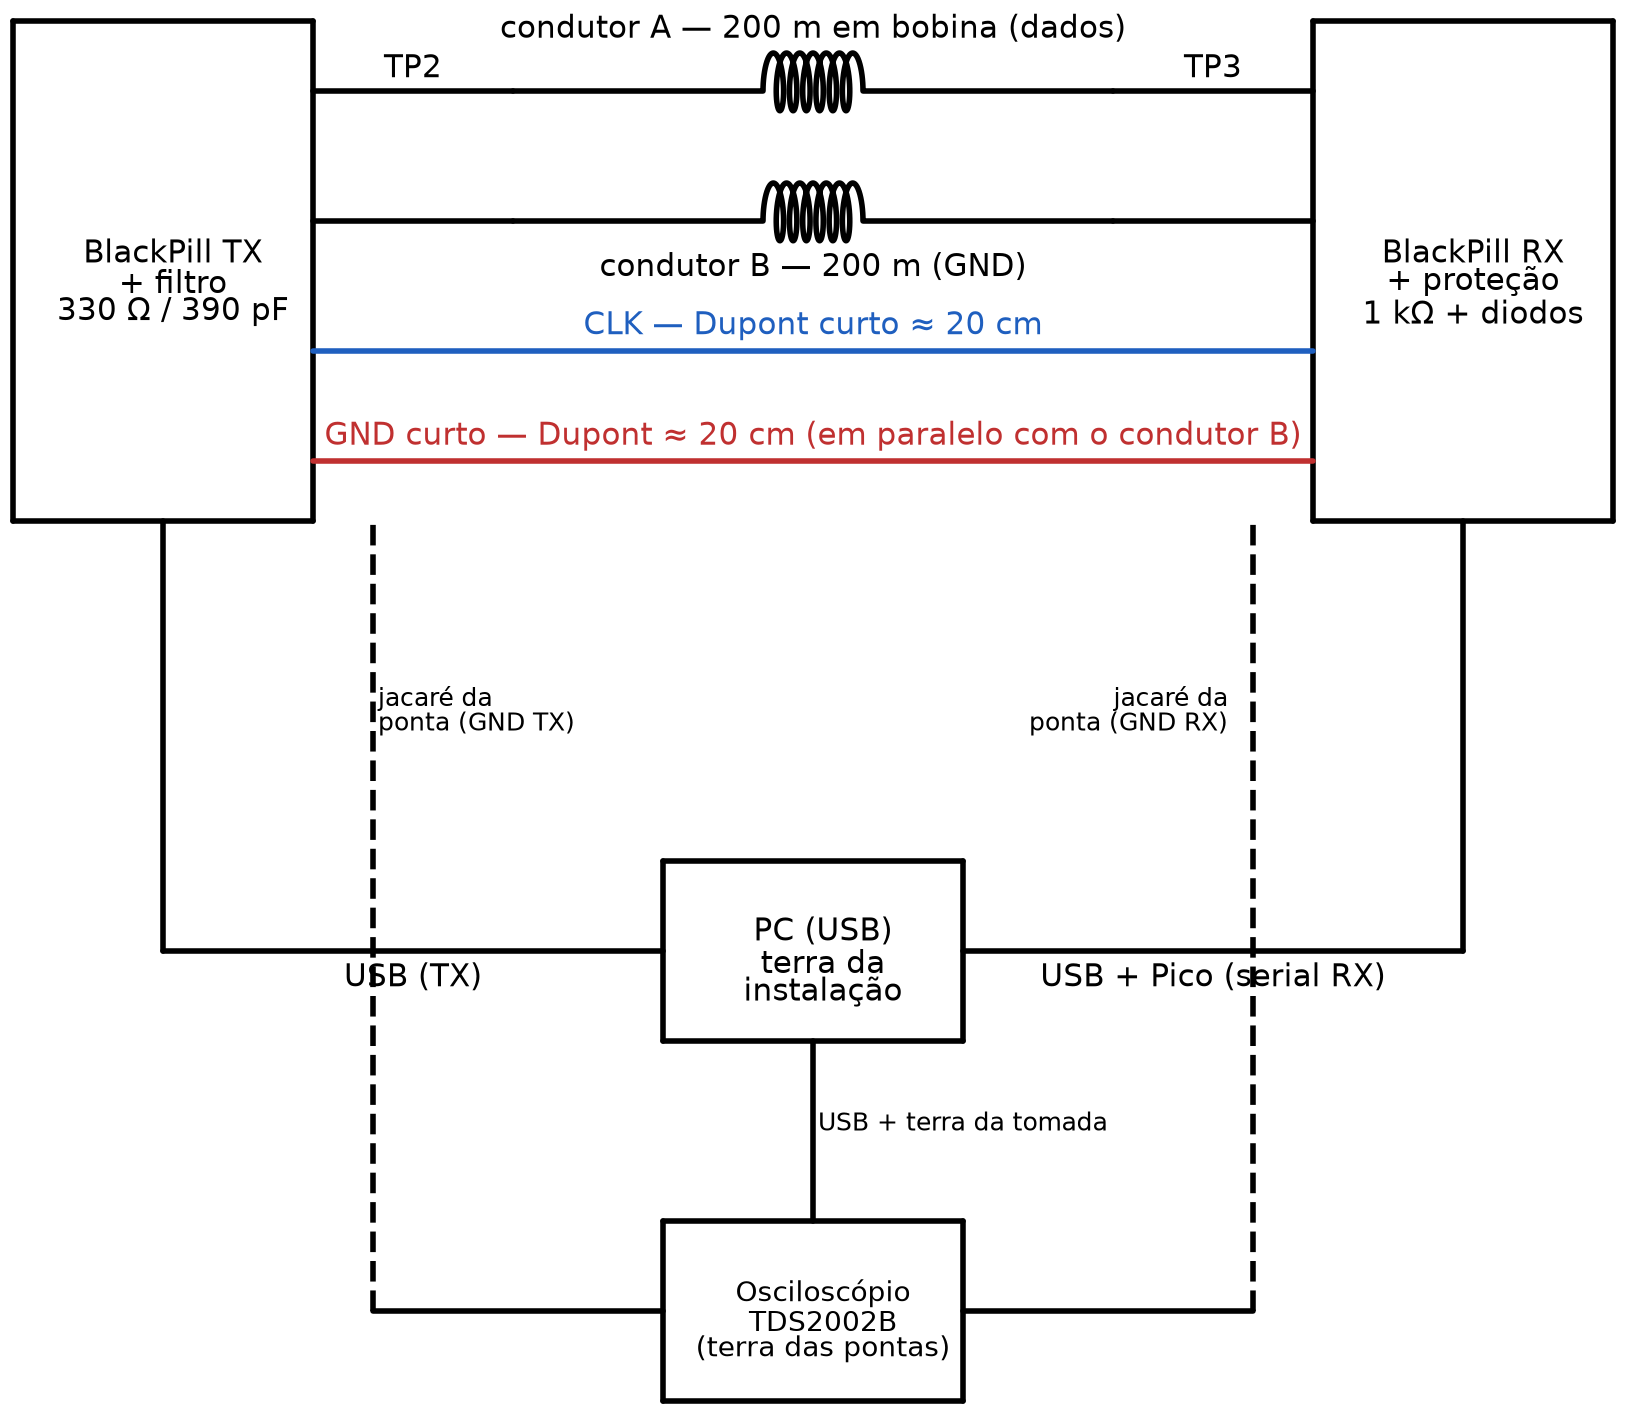 condutor A — 200 m em bobina (dados)
TP2
TP3
BlackPill TX
+ filtro
330 Ω / 390 pF
BlackPill RX
+ proteção
1 kΩ + diodos
condutor B — 200 m (GND)
CLK — Dupont curto ≈ 20 cm
GND curto — Dupont ≈ 20 cm (em paralelo com o condutor B)
jacaré da
ponta (GND TX)
jacaré da
ponta (GND RX)
PC (USB)
terra da
instalação
USB (TX)
USB + Pico (serial RX)
USB + terra da tomada
Osciloscópio
TDS2002B
(terra das pontas)